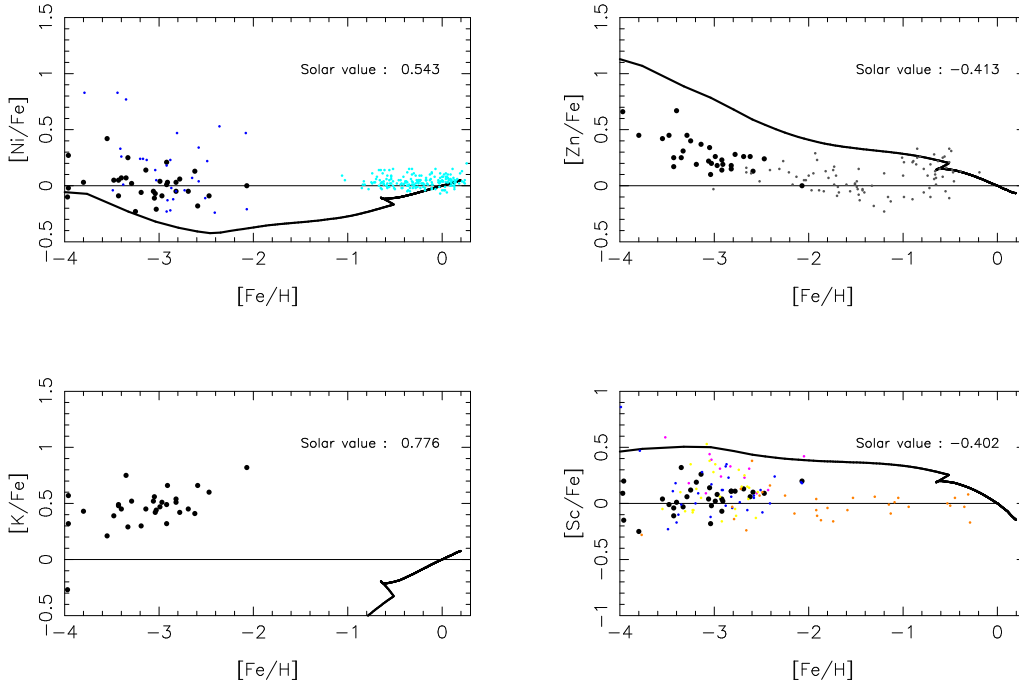 1.5
1
0.5
0
0.5
[Ni/Fe]
Solar value : 0.543
−4 −3 −2 −1 0
[Fe/H]
1.5
1
0.5
0
0.5
[Zn/Fe]
Solar value : −0.413
−4 −3 −2 −1 0
[Fe/H]
1.5
1
0.5
0
−0.5
[K/Fe]
Solar value : 0.776
−4 −3 −2 −1 0
[Fe/H]
1
0.5
0
−0.5
−1
[Sc/Fe]
Solar value : −0.402
−4 −3 −2 −1 0
[Fe/H]